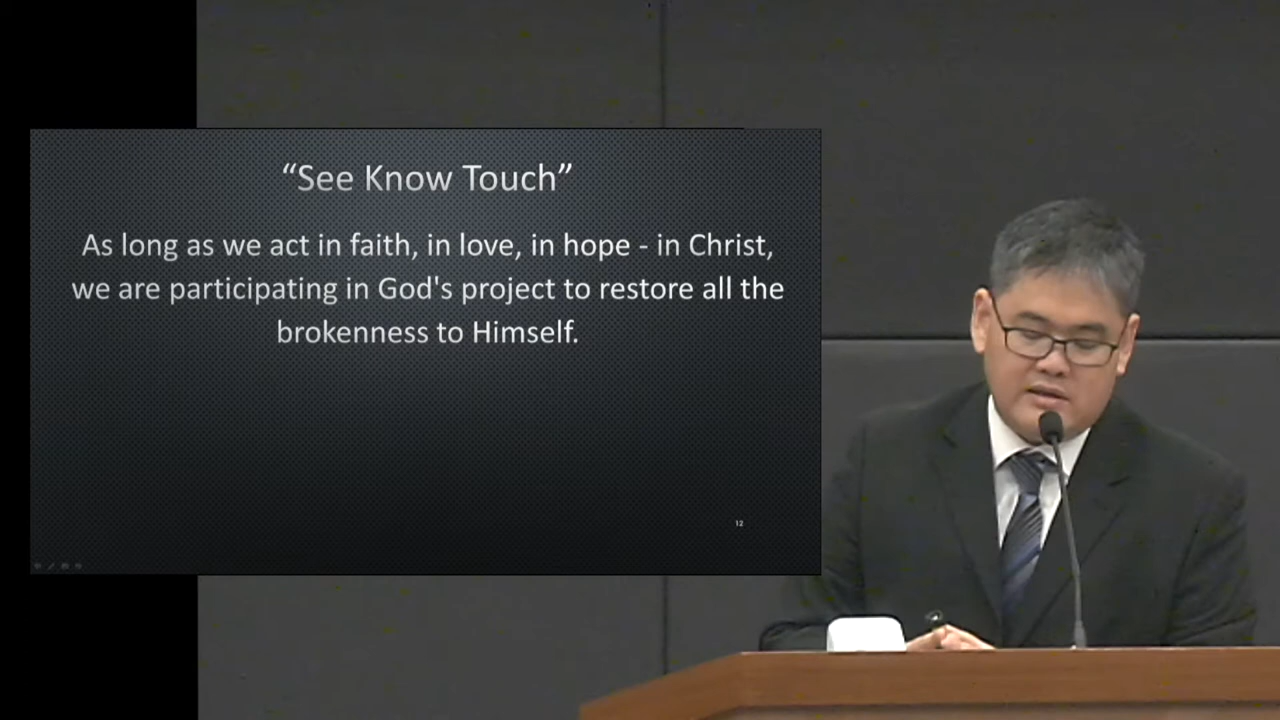 “See Know Touch”
As long as we act in faith, in love, in hope - in Christ,
we are participating in God's project to restore all the
brokenness to Himself.
12